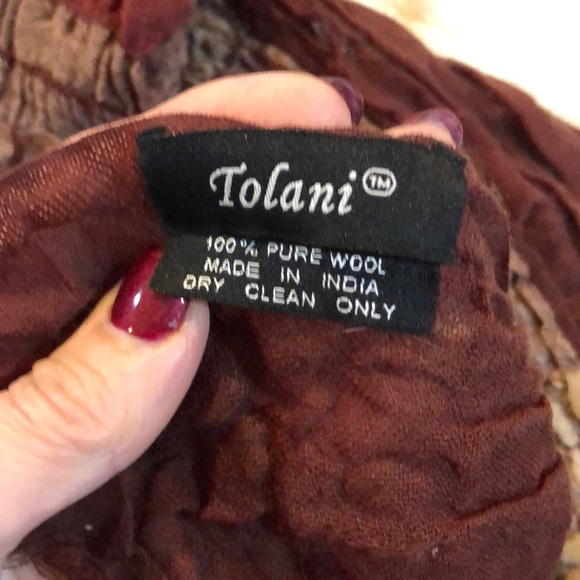 Tolani™
100% PURE WOOL
MADE IN INDIA
DRY CLEAN ONLY